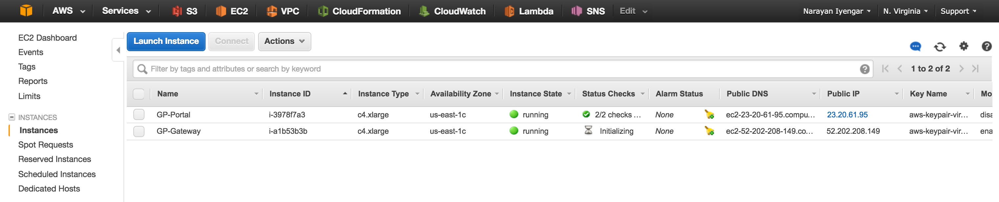 AWS Services S3 EC2 VPC CloudFormation CloudWatch Lambda SNS Edit Narayan Iyengar N. Virginia Support
EC2 Dashboard
Events
Tags
Reports
Limits
INSTANCES
Instances
Spot Requests
Reserved Instances
Scheduled Instances
Dedicated Hosts
Launch Instance Connect Actions
Filter by tags and attributes or search by keyword 1 to 2 of 2
Name Instance ID Instance Type Availability Zone Instance State Status Checks Alarm Status Public DNS Public IP Key Name Mo
GP-Portal i-3978f7a3 c4.xlarge us-east-1c running 2/2 checks ... None ec2-23-20-61-95.compu... 23.20.61.95 aws-keypair-vir... disa
GP-Gateway i-a1b53b3b c4.xlarge us-east-1c running Initializing None ec2-52-202-208-149.co... 52.202.208.149 aws-keypair-vir... ena